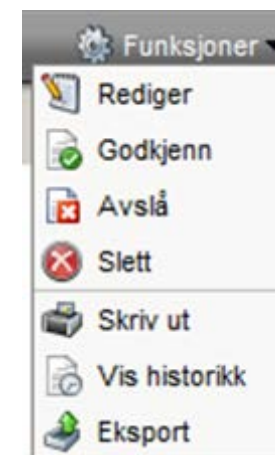 Funksjoner
Rediger
Godkjenn
Avslå
Slett
Skriv ut
Vis historikk
Eksport